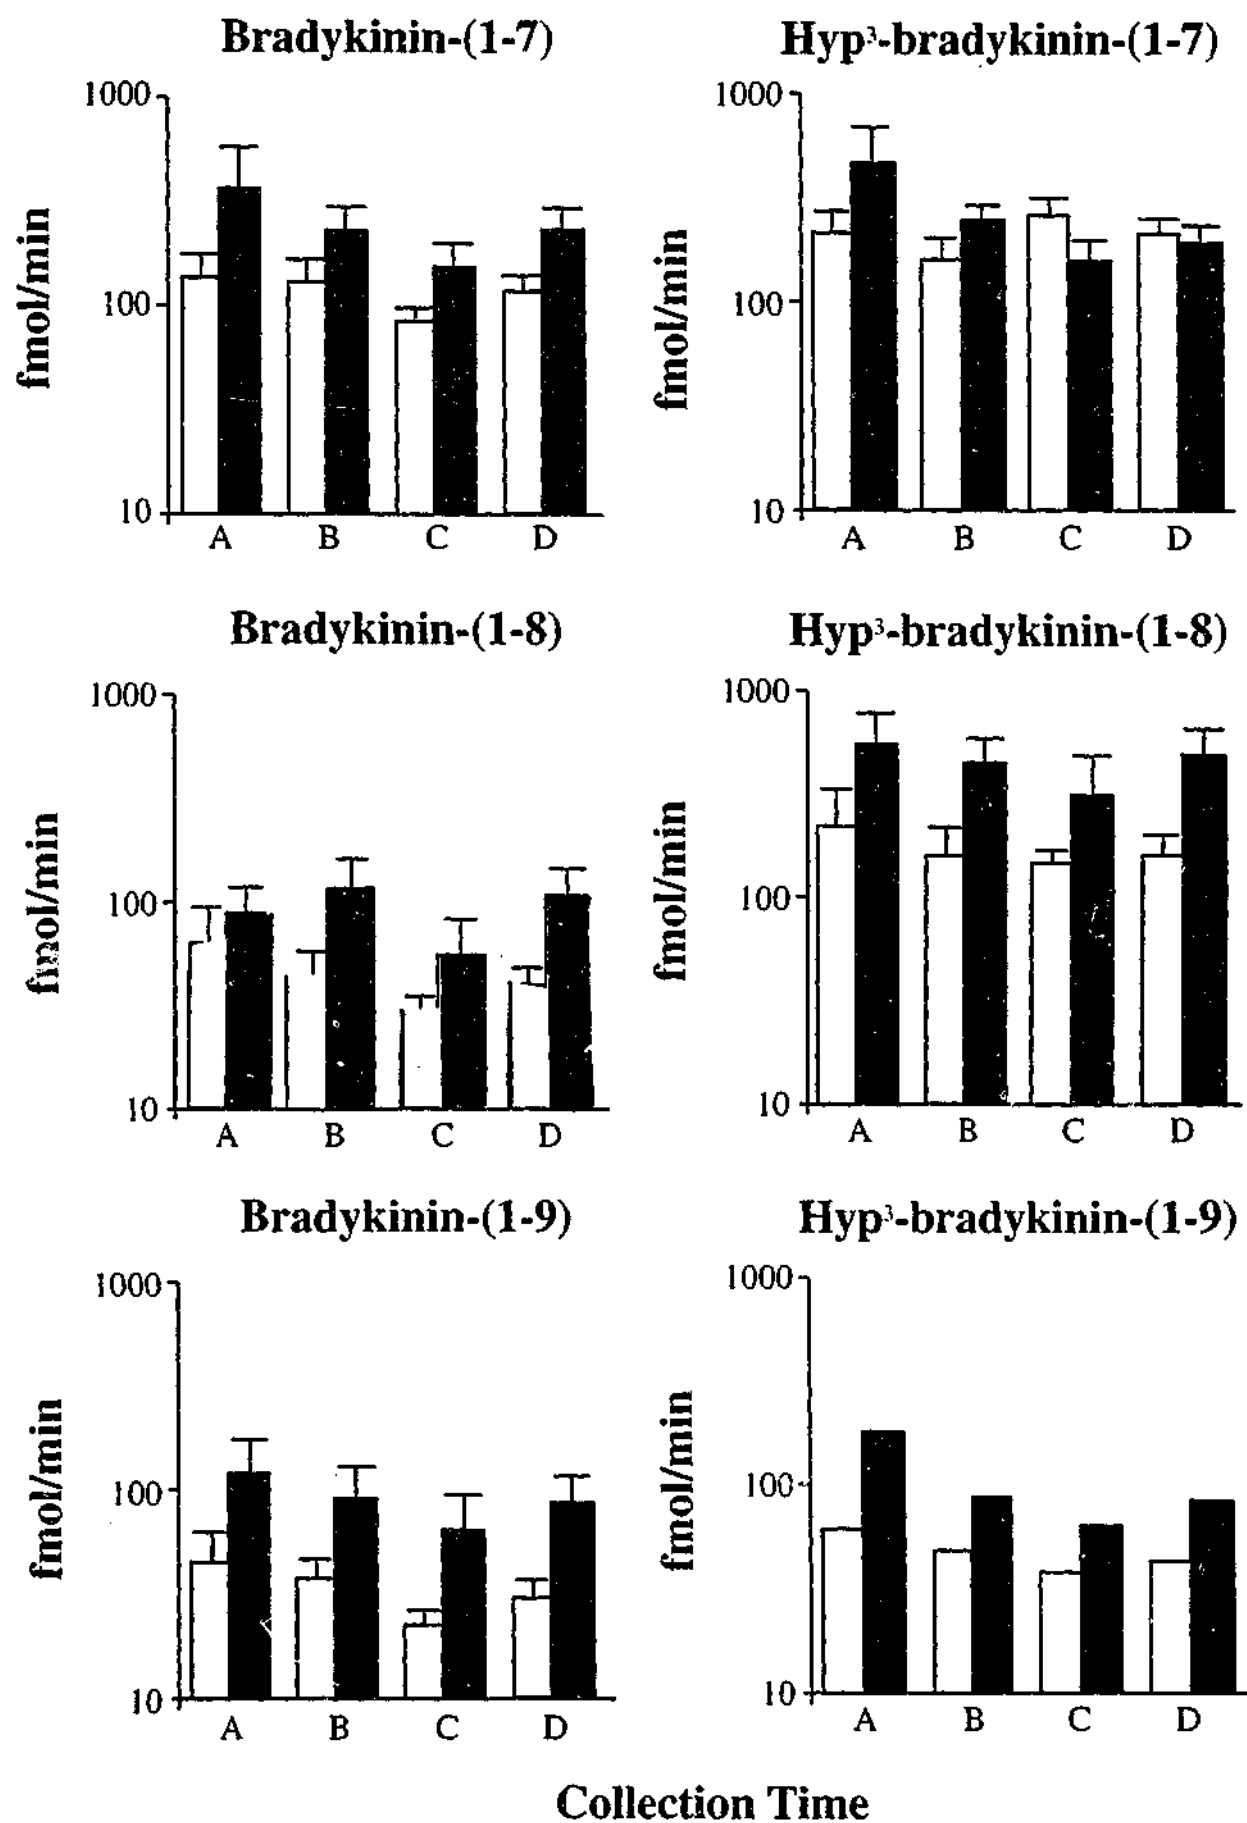 Bradykinin-(1-7)
1000
100
10
fmol/min
A B C D
Hyp³-bradykinin-(1-7)
1000
100
10
fmol/min
A B C D
Bradykinin-(1-8)
1000
100
10
fmol/min
A B C D
Hyp³-bradykinin-(1-8)
1000
100
10
fmol/min
A B C D
Bradykinin-(1-9)
1000
100
10
fmol/min
A B C D
Hyp³-bradykinin-(1-9)
1000
100
10
fmol/min
A B C D
Collection Time